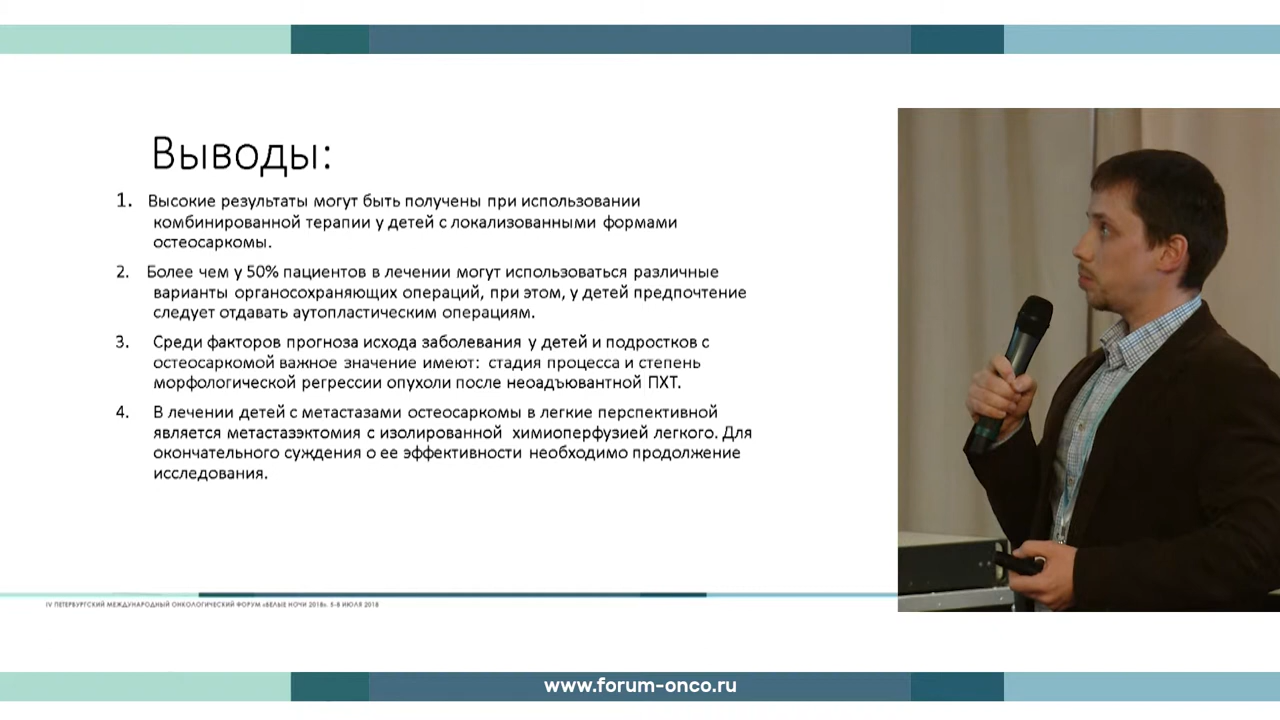 Выводы:
1. Высокие результаты могут быть получены при использовании
комбинированной терапии у детей с локализованными формами
остеосаркомы.
2. Более чем у 50% пациентов в лечении могут использоваться различные
варианты органосохраняющих операций, при этом, у детей предпочтение
следует отдавать аутопластическим операциям.
3. Среди факторов прогноза исхода заболевания у детей и подростков с
остеосаркомой важное значение имеют: стадия процесса и степень
морфологической регрессии опухоли после неоадъювантной ПХТ.
4. В лечении детей с метастазами остеосаркомы в легкие перспективной
является метастазэктомия с изолированной химиоперфузией легкого. Для
окончательного суждения о ее эффективности необходимо продолжение
исследования.
IV ПЕТЕРБУРГСКИЙ МЕЖДУНАРОДНЫЙ ОНКОЛОГИЧЕСКИЙ ФОРУМ «БЕЛЫЕ НОЧИ 2018». 5-8 ИЮЛЯ 2018
www.forum-onco.ru